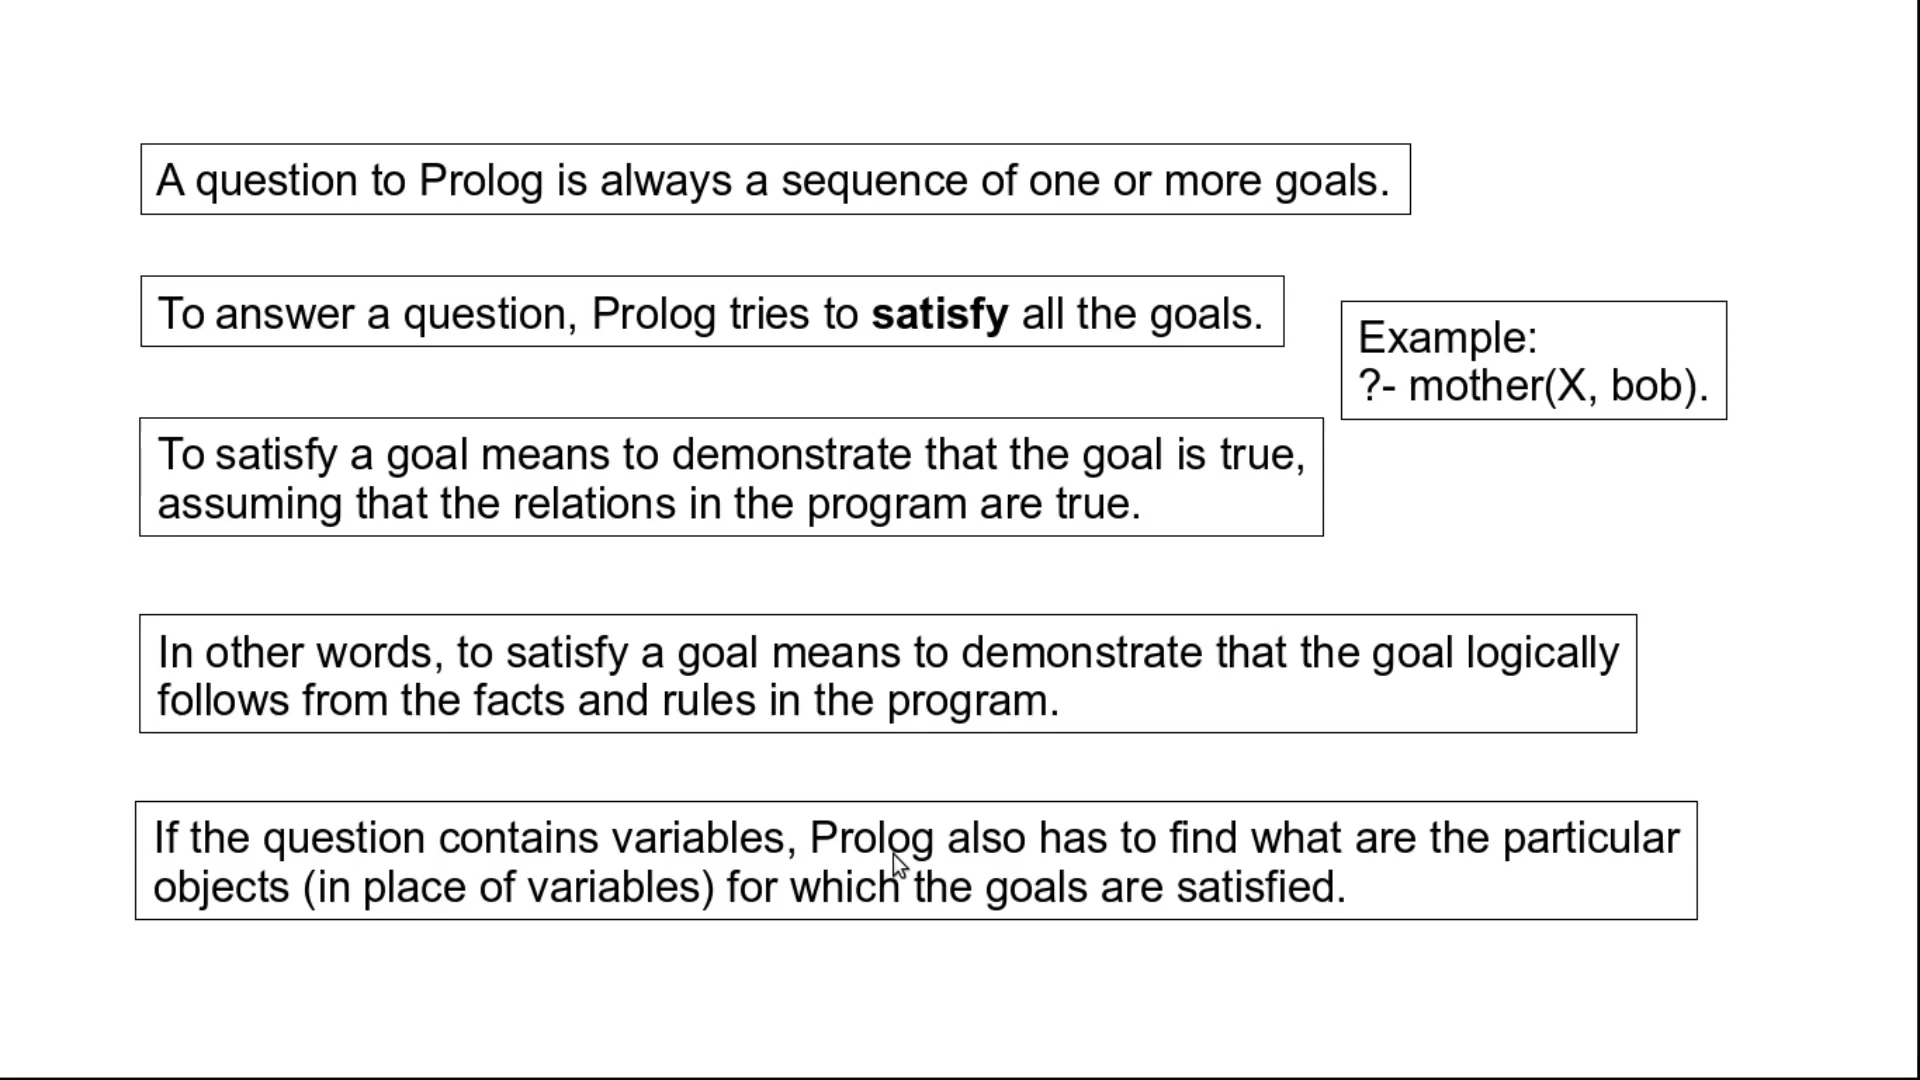 A question to Prolog is always a sequence of one or more goals.
To answer a question, Prolog tries to satisfy all the goals.
Example:
?- mother(X, bob).
To satisfy a goal means to demonstrate that the goal is true,
assuming that the relations in the program are true.
In other words, to satisfy a goal means to demonstrate that the goal logically
follows from the facts and rules in the program.
If the question contains variables, Prolog also has to find what are the particular
objects (in place of variables) for which the goals are satisfied.